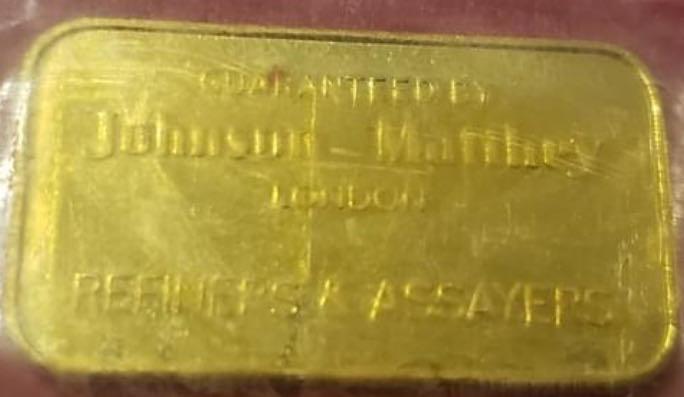 GUARANTEED BY
Johnson Matthey
LONDON
REFINERS & ASSAYERS